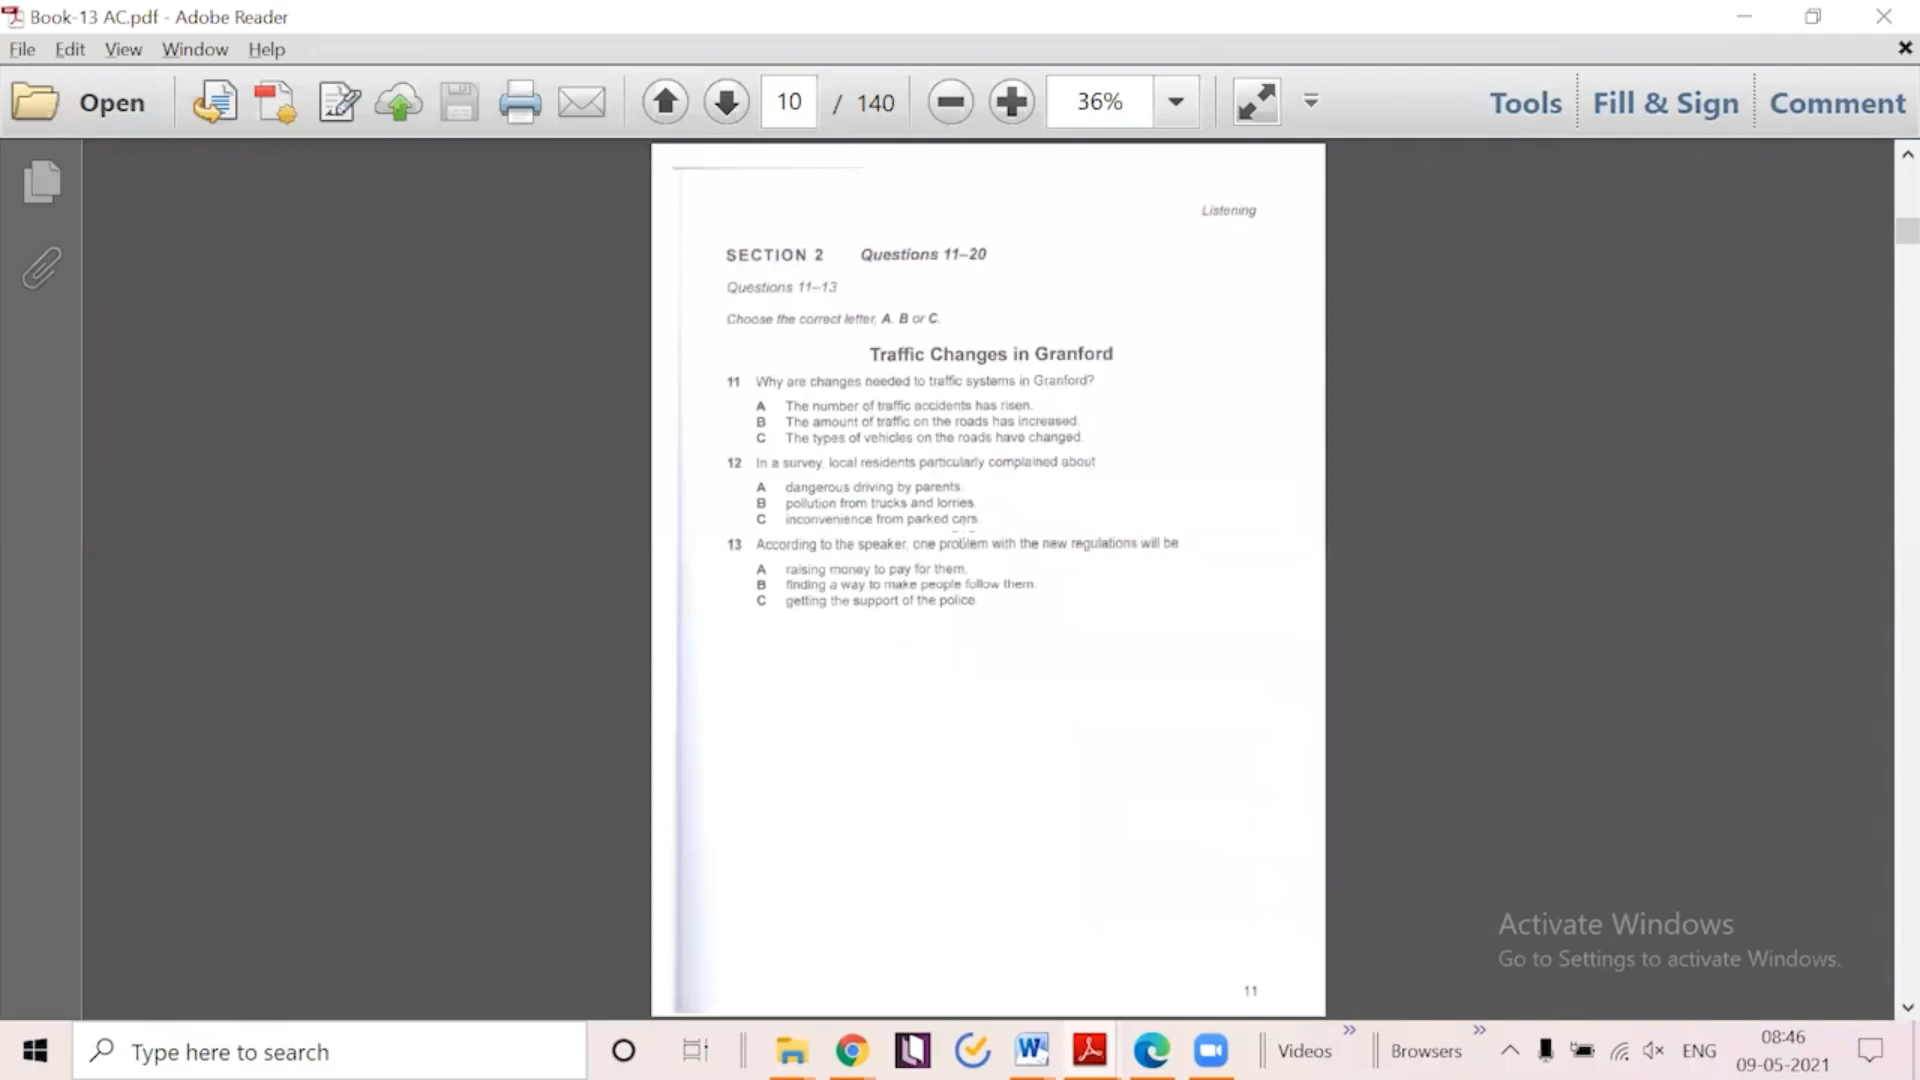 Book-13 AC.pdf - Adobe Reader
File Edit View Window Help
Open 10 / 140 36% Tools Fill & Sign Comment
Listening
SECTION 2 Questions 11–20
Questions 11–13
Choose the correct letter, A, B or C.
Traffic Changes in Granford
11 Why are changes needed to traffic systems in Granford?
A The number of traffic accidents has risen.
B The amount of traffic on the roads has increased.
C The types of vehicles on the roads have changed.
12 In a survey, local residents particularly complained about
A dangerous driving by parents.
B pollution from trucks and lorries.
C inconvenience from parked cars.
13 According to the speaker, one problem with the new regulations will be
A raising money to pay for them.
B finding a way to make people follow them.
C getting the support of the police.
11
Activate Windows
Go to Settings to activate Windows.
Type here to search Videos Browsers ENG 08:46
09-05-2021